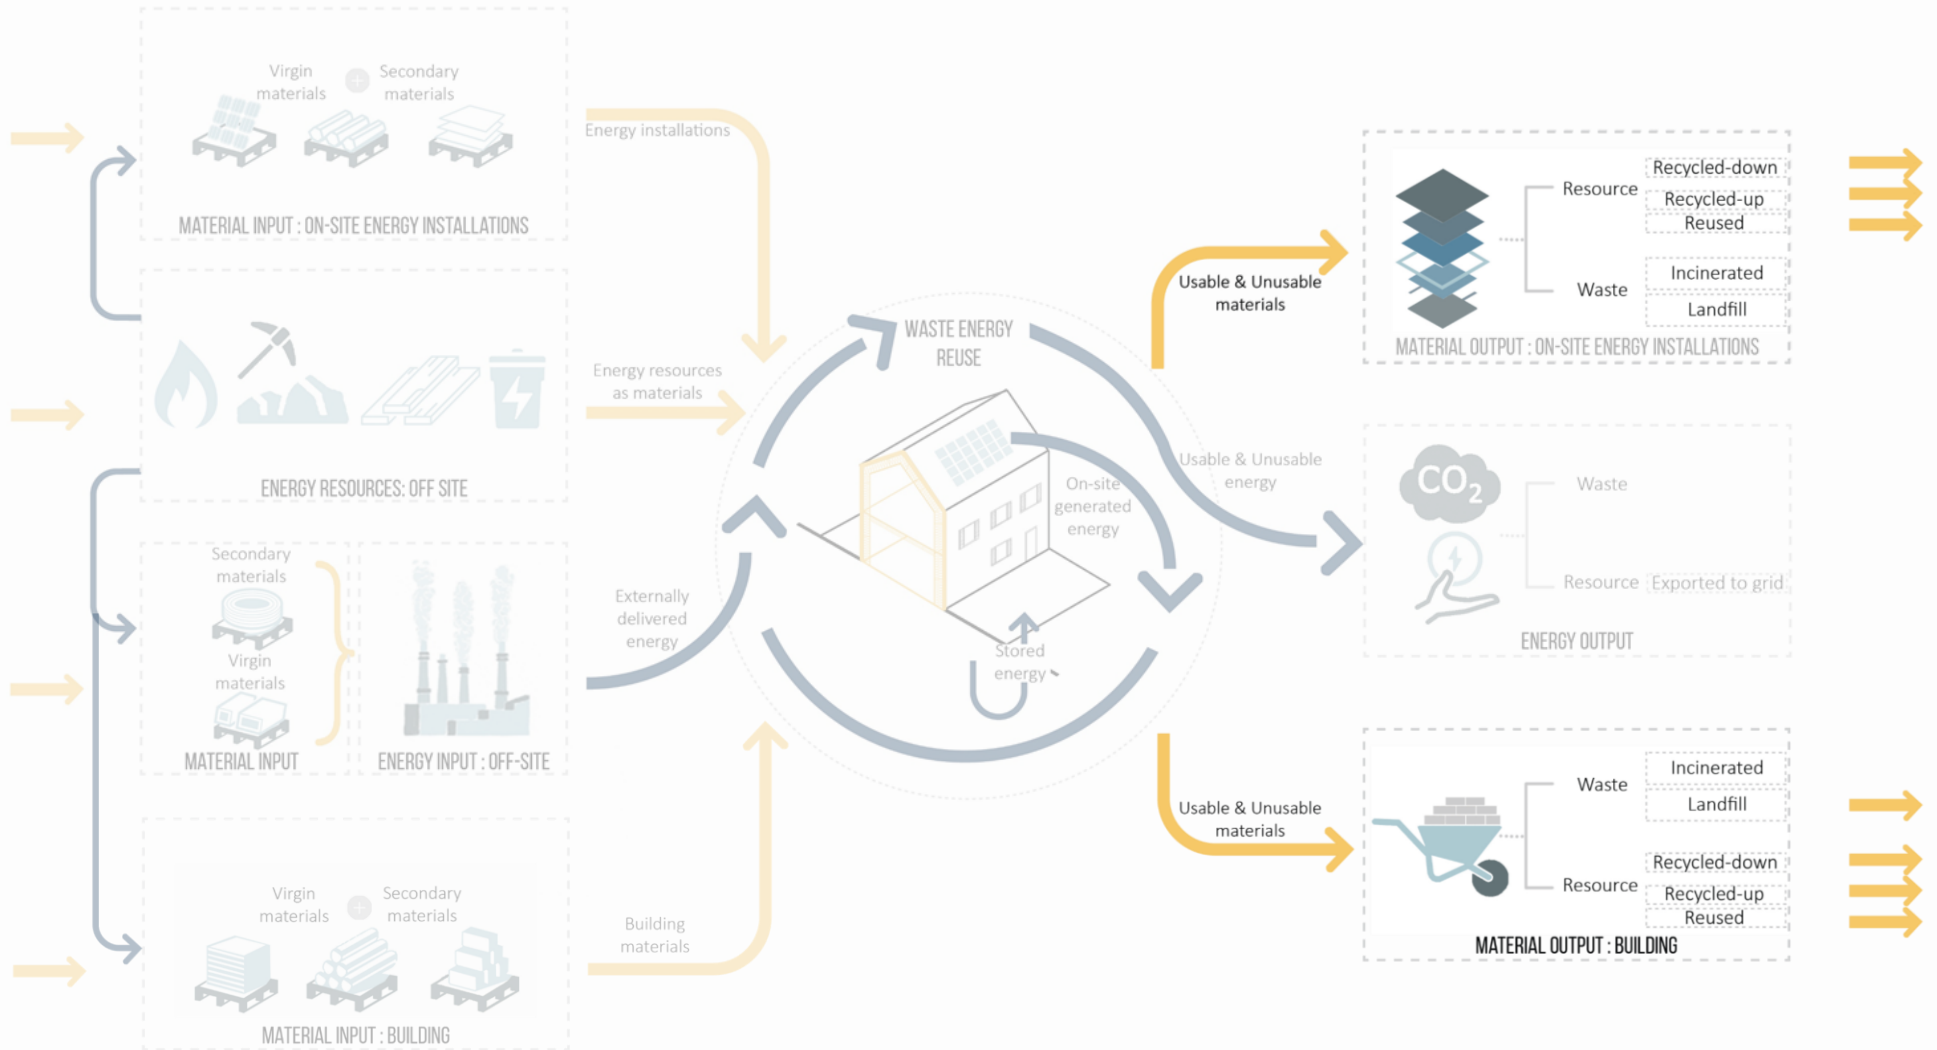 Virgin
materials
Secondary
materials
MATERIAL INPUT : ON-SITE ENERGY INSTALLATIONS
Energy installations
ENERGY RESOURCES: OFF SITE
Energy resources
as materials
Secondary
materials
Virgin
materials
MATERIAL INPUT
ENERGY INPUT : OFF-SITE
Externally
delivered
energy
Virgin
materials
Secondary
materials
MATERIAL INPUT : BUILDING
Building
materials
WASTE ENERGY
REUSE
On-site
generated
energy
Stored
energy
Usable & Unusable
materials
Resource
Recycled-down
Recycled-up
Reused
Waste
Incinerated
Landfill
MATERIAL OUTPUT : ON-SITE ENERGY INSTALLATIONS
Usable & Unusable
energy
CO2
Waste
Resource
Exported to grid
ENERGY OUTPUT
Usable & Unusable
materials
Waste
Incinerated
Landfill
Resource
Recycled-down
Recycled-up
Reused
MATERIAL OUTPUT : BUILDING